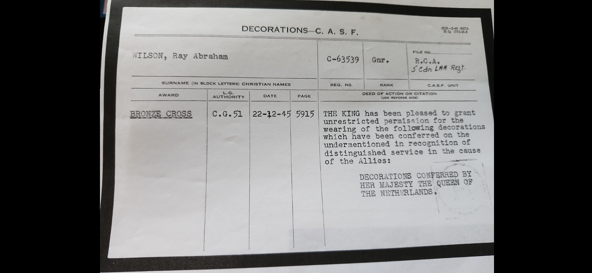 DECORATIONS—C. A. S. F.
WILSON, Ray Abraham
C-63539
Gnr.
FILE NO.
R.C.A.
5 Cdn LAA Regt.
SURNAME (IN BLOCK LETTERS) CHRISTIAN NAMES
REG. NO.
RANK
C.A.S.F. UNIT
AWARD
AUTHORITY
DATE
PAGE
DEED OF ACTION OR CITATION
BRONZE CROSS
C.G.51
22-12-45
5915
THE KING has been pleased to grant
unrestricted permission for the
wearing of the following decorations
which have been conferred on the
undermentioned in recognition of
distinguished service in the cause
of the Allies:
DECORATIONS CONFERRED BY
HER MAJESTY THE QUEEN OF
THE NETHERLANDS.